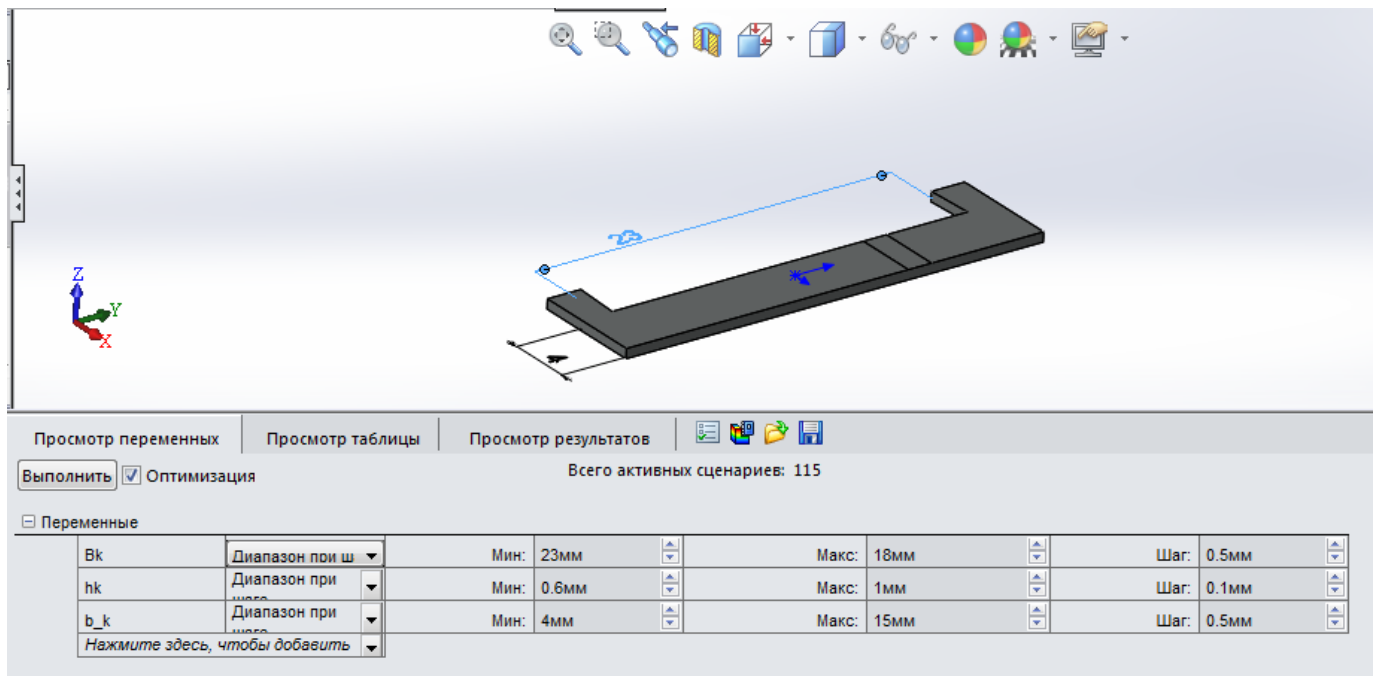 23
4
Z
Y
X
Просмотр переменных Просмотр таблицы Просмотр результатов
Выполнить Оптимизация Всего активных сценариев: 115
Переменные
Bk Диапазон при ш Мин: 23мм Макс: 18мм Шаг: 0.5мм
hk Диапазон при Мин: 0.6мм Макс: 1мм Шаг: 0.1мм
b_k Диапазон при Мин: 4мм Макс: 15мм Шаг: 0.5мм
Нажмите здесь, чтобы добавить